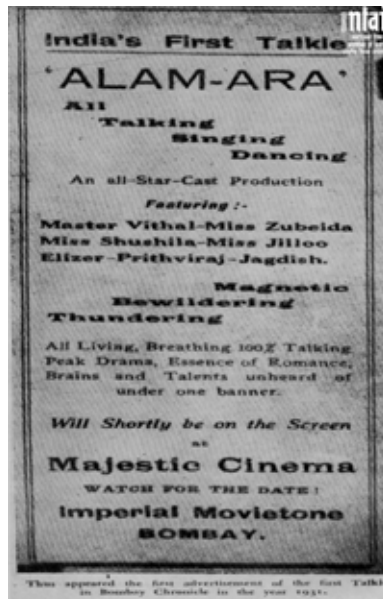 India's First Talkie
'ALAM-ARA'
All
Talking
Singing
Dancing
An all-Star-Cast Production
Featuring :-
Master Vithal-Miss Zubeida
Miss Shushila-Miss Jilloo
Elizer-Prithviraj-Jagdish.
Magnetic
Bewildering
Thundering
All Living, Breathing 100% Talking
Peak Drama, Essence of Romance,
Brains and Talents unheard of
under one banner.
Will Shortly be on the Screen
at
Majestic Cinema
WATCH FOR THE DATE!
Imperial Movietone
BOMBAY.
Thus appeared the first advertisement of the first Talkie
in Bombay Chronicle in the year 1931.